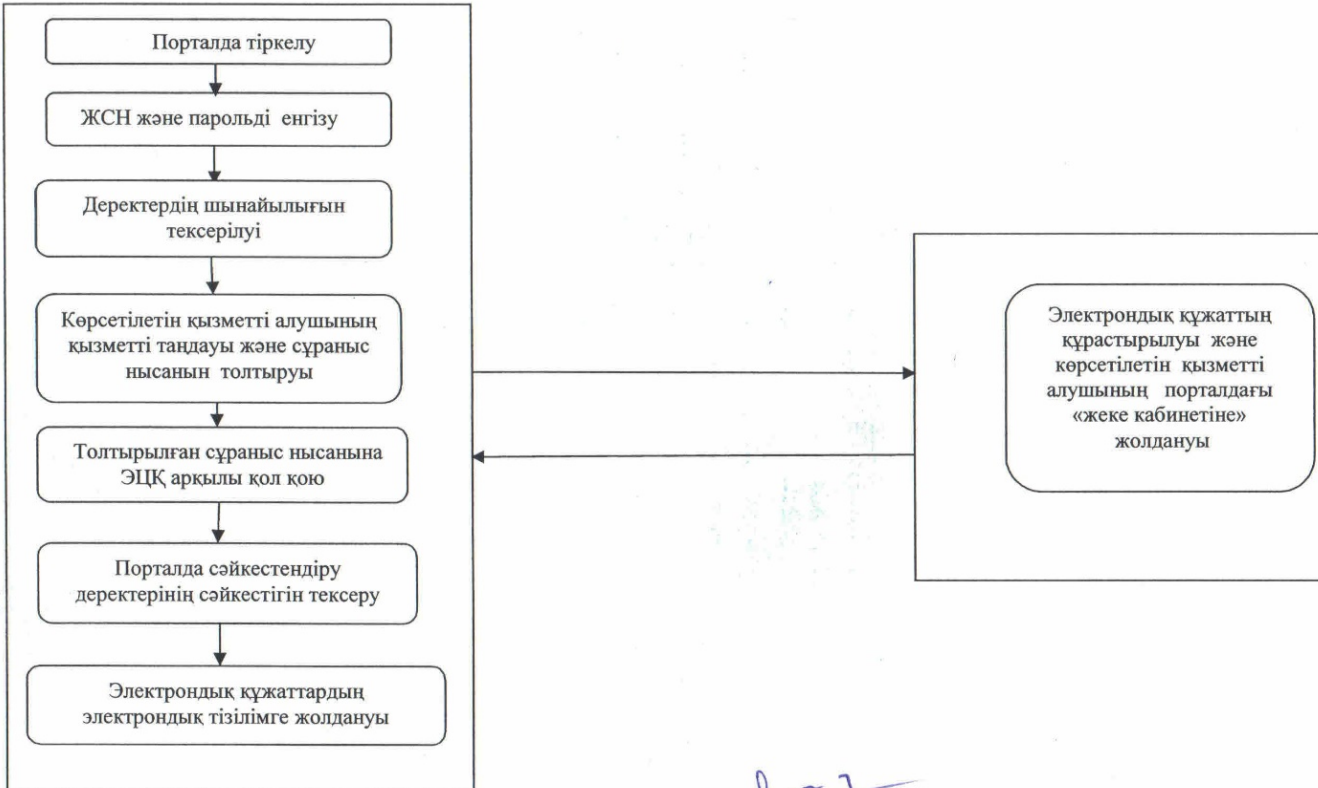 Порталда тіркелу
ЖСН және парольді енгізу
Деректердің шынайылығын
тексерілуі
Көрсетілетін қызметті алушының
қызметті таңдауы және сұраныс
нысанын толтыруы
Толтырылған сұраныс нысанына
ЭЦҚ арқылы қол қою
Порталда сәйкестендіру
деректерінің сәйкестігін тексеру
Электрондық құжаттардың
электрондық тізілімге жолдануы
Электрондық құжаттың
құрастырылуы және
көрсетілетін қызметті
алушының порталдағы
«жеке кабинетіне»
жолдануы